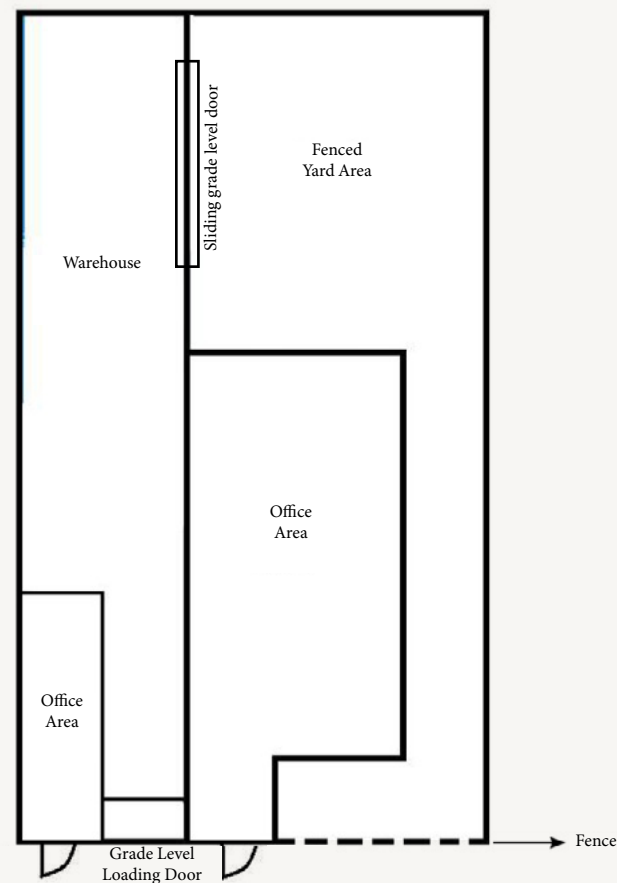 Sliding grade level door
Fenced
Yard Area
Warehouse
Office
Area
Office
Area
Fence
Grade Level
Loading Door